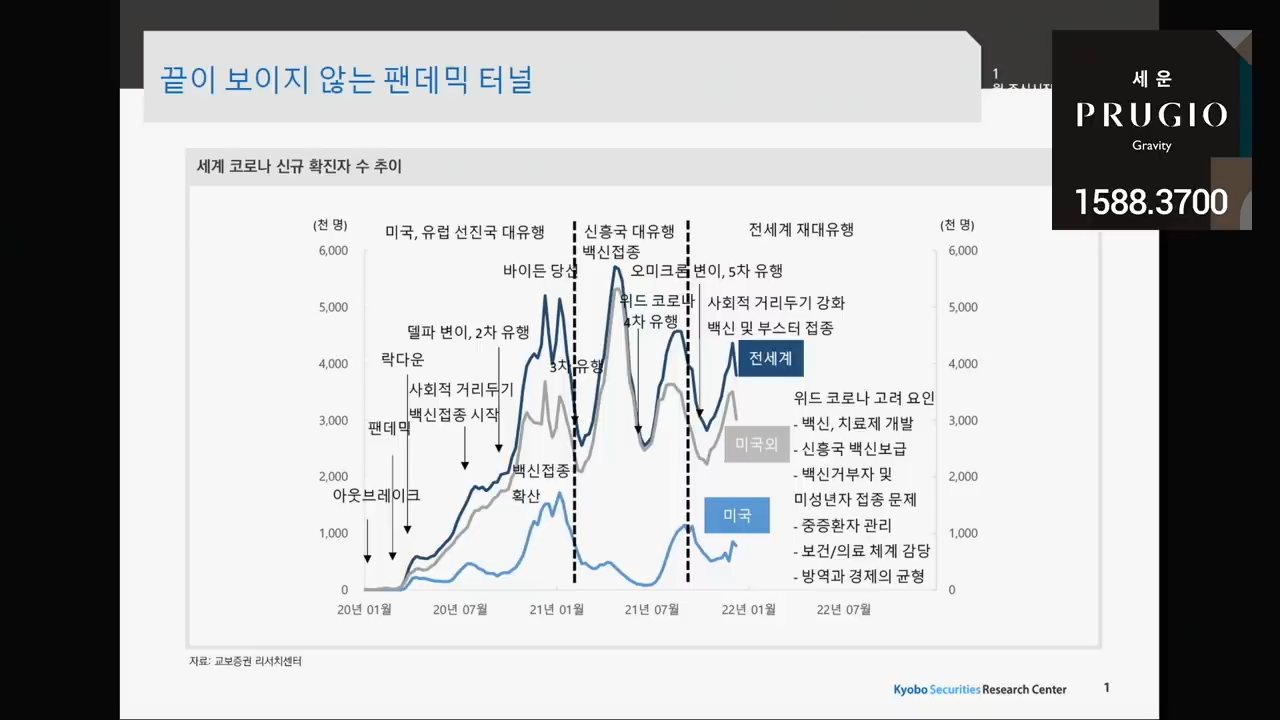 끝이 보이지 않는 팬데믹 터널
1
세운
PRUGIO
Gravity
1588.3700
세계 코로나 신규 확진자 수 추이
(천 명)
(천 명)
미국, 유럽 선진국 대유행
신흥국 대유행
전세계 재대유행
백신접종
바이든 당선
오미크론 변이, 5차 유행
위드 코로나
4차 유행
사회적 거리두기 강화
백신 및 부스터 접종
델파 변이, 2차 유행
락다운
3차 유행
전세계
사회적 거리두기
백신접종 시작
팬데믹
미국외
위드 코로나 고려 요인
- 백신, 치료제 개발
- 신흥국 백신보급
- 백신거부자 및
미성년자 접종 문제
- 중증환자 관리
- 보건/의료 체계 감당
- 방역과 경제의 균형
아웃브레이크
백신접종
확산
미국
6,000
5,000
4,000
3,000
2,000
1,000
0
6,000
5,000
4,000
3,000
2,000
1,000
0
20년 01월
20년 07월
21년 01월
21년 07월
22년 01월
22년 07월
자료: 교보증권 리서치센터
Kyobo Securities Research Center
1